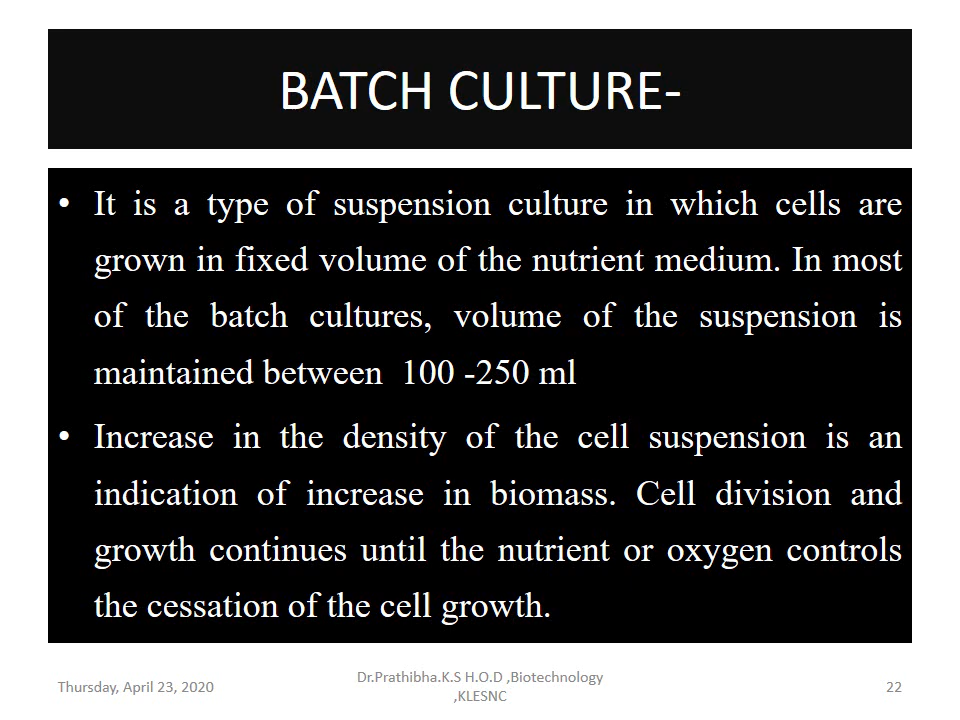 BATCH CULTURE-
• It is a type of suspension culture in which cells are
grown in fixed volume of the nutrient medium. In most
of the batch cultures, volume of the suspension is
maintained between  100 -250 ml
• Increase in the density of the cell suspension is an
indication of increase in biomass. Cell division and
growth continues until the nutrient or oxygen controls
the cessation of the cell growth.
Thursday, April 23, 2020
Dr.Prathibha.K.S H.O.D ,Biotechnology
,KLESNC
22